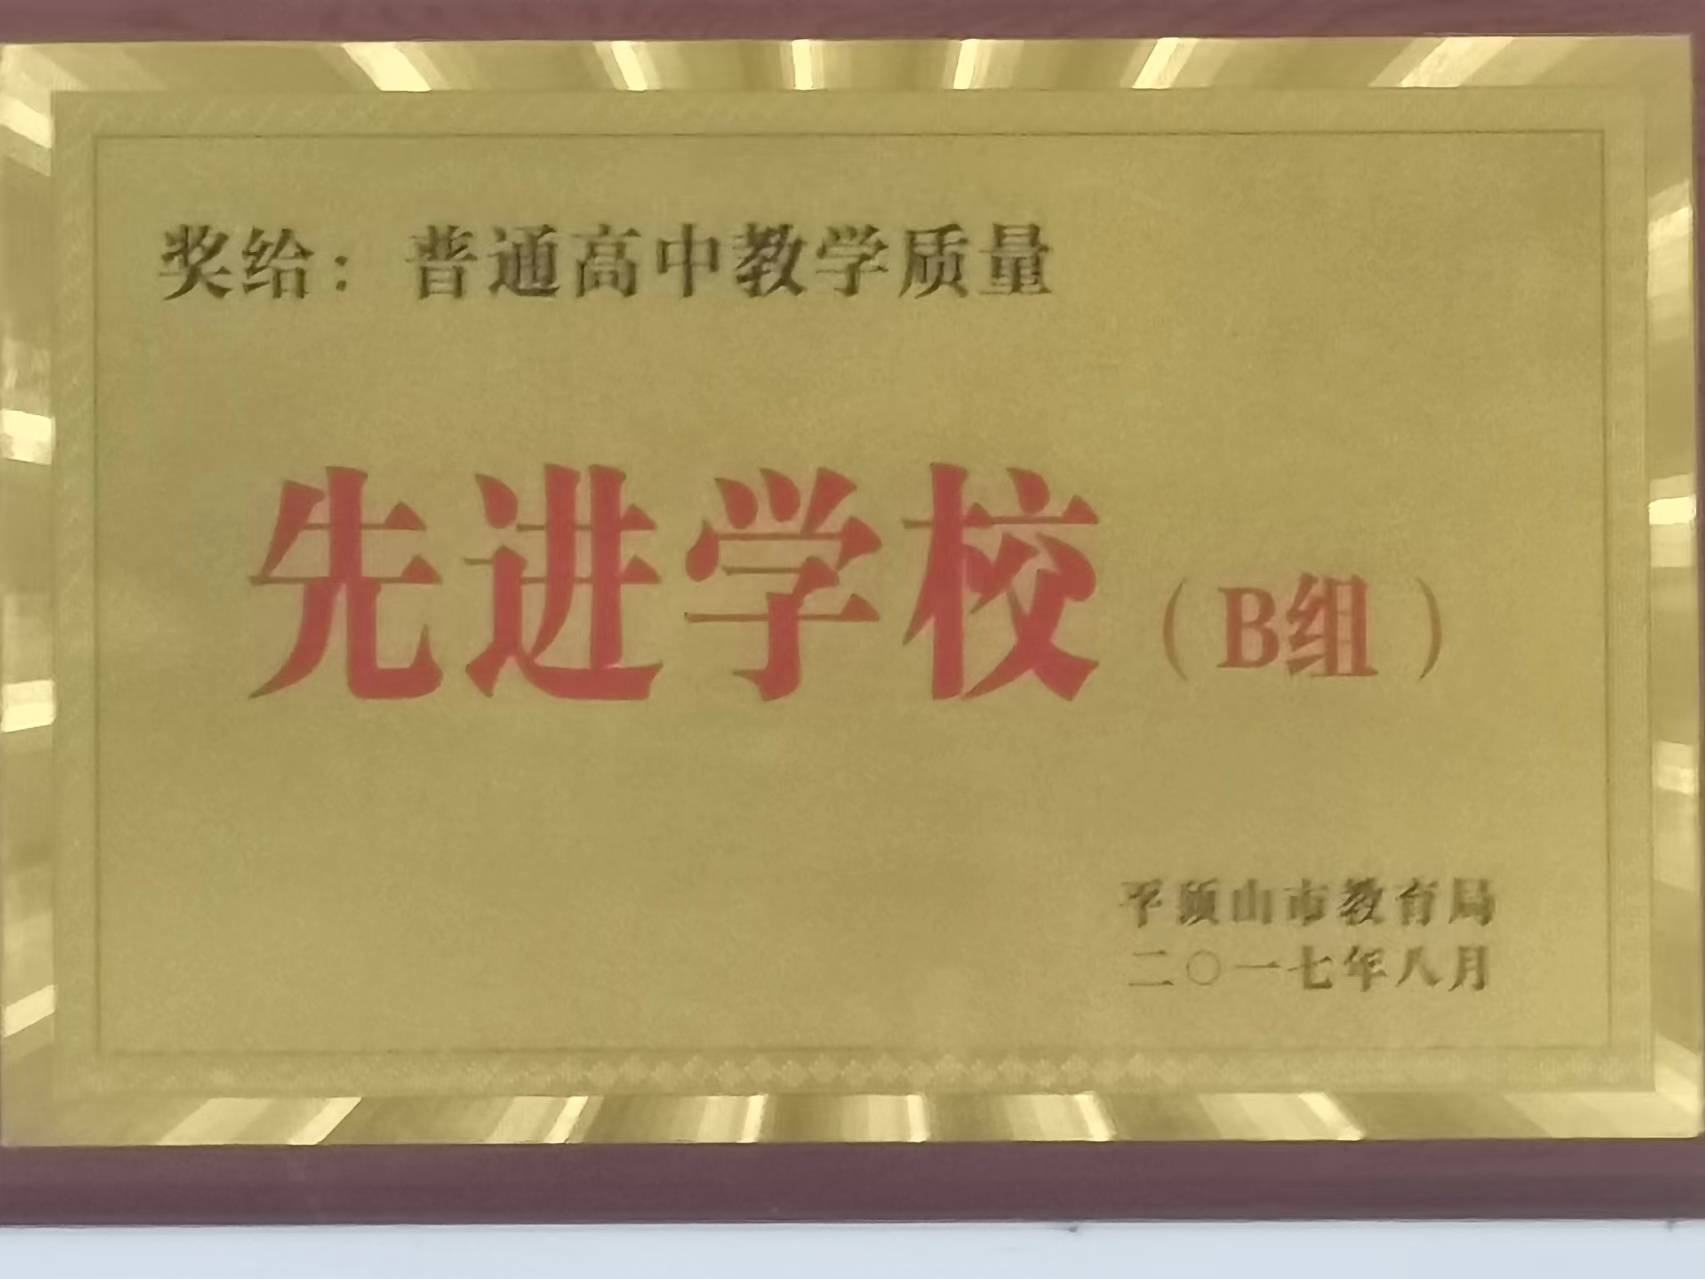 奖给：普通高中教学质量
先进学校（B组）
平顶山市教育局
二〇一七年八月